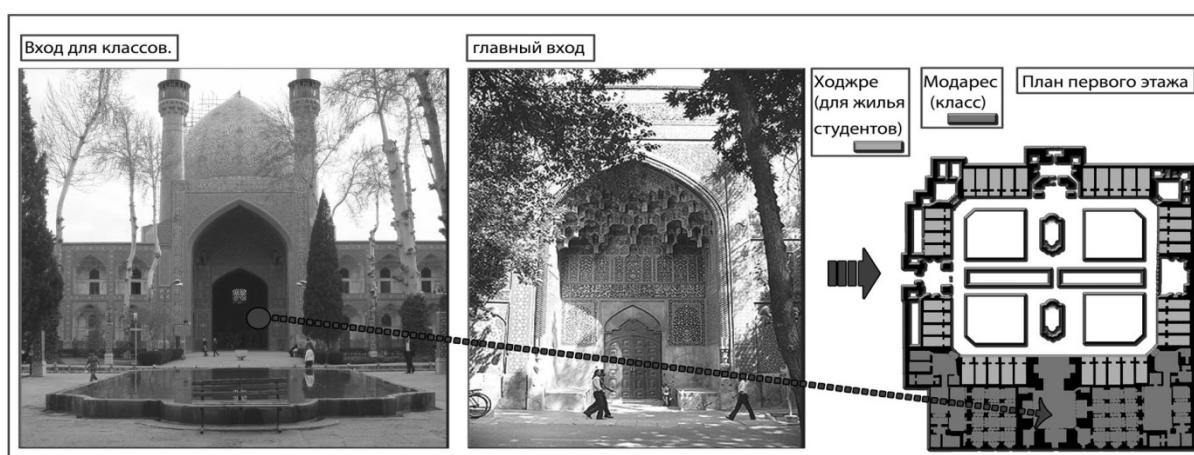 Вход для классов.
главный вход
Ходжре
(для жилья
студентов)
Модарес
(класс)
План первого этажа